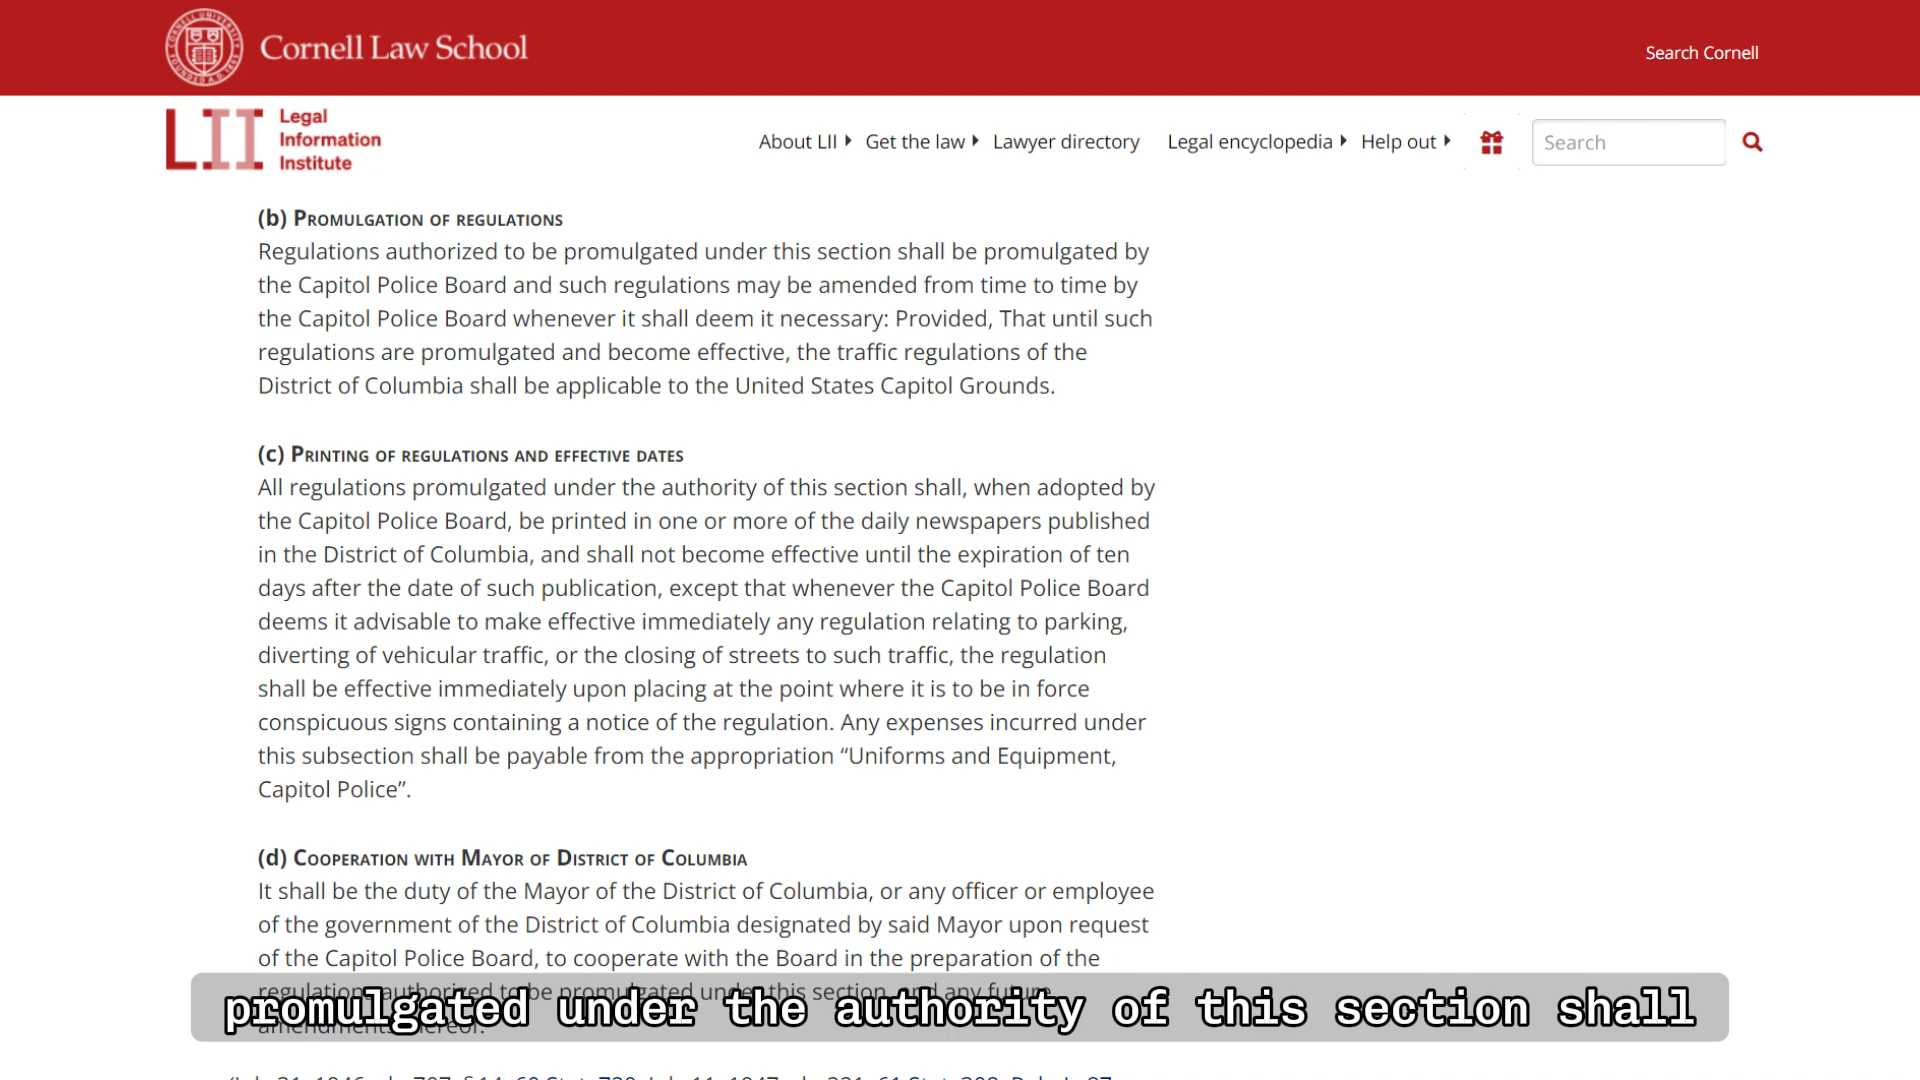 Cornell Law School
Search Cornell
LII Legal Information Institute
About LII Get the law Lawyer directory Legal encyclopedia Help out
Search
(b) Promulgation of regulations
Regulations authorized to be promulgated under this section shall be promulgated by
the Capitol Police Board and such regulations may be amended from time to time by
the Capitol Police Board whenever it shall deem it necessary: Provided, That until such
regulations are promulgated and become effective, the traffic regulations of the
District of Columbia shall be applicable to the United States Capitol Grounds.
(c) Printing of regulations and effective dates
All regulations promulgated under the authority of this section shall, when adopted by
the Capitol Police Board, be printed in one or more of the daily newspapers published
in the District of Columbia, and shall not become effective until the expiration of ten
days after the date of such publication, except that whenever the Capitol Police Board
deems it advisable to make effective immediately any regulation relating to parking,
diverting of vehicular traffic, or the closing of streets to such traffic, the regulation
shall be effective immediately upon placing at the point where it is to be in force
conspicuous signs containing a notice of the regulation. Any expenses incurred under
this subsection shall be payable from the appropriation “Uniforms and Equipment,
Capitol Police”.
(d) Cooperation with Mayor of District of Columbia
It shall be the duty of the Mayor of the District of Columbia, or any officer or employee
of the government of the District of Columbia designated by said Mayor upon request
of the Capitol Police Board, to cooperate with the Board in the preparation of the
regulations authorized to be promulgated under this section, and any future
amendments thereof.
promulgated under the authority of this section shall